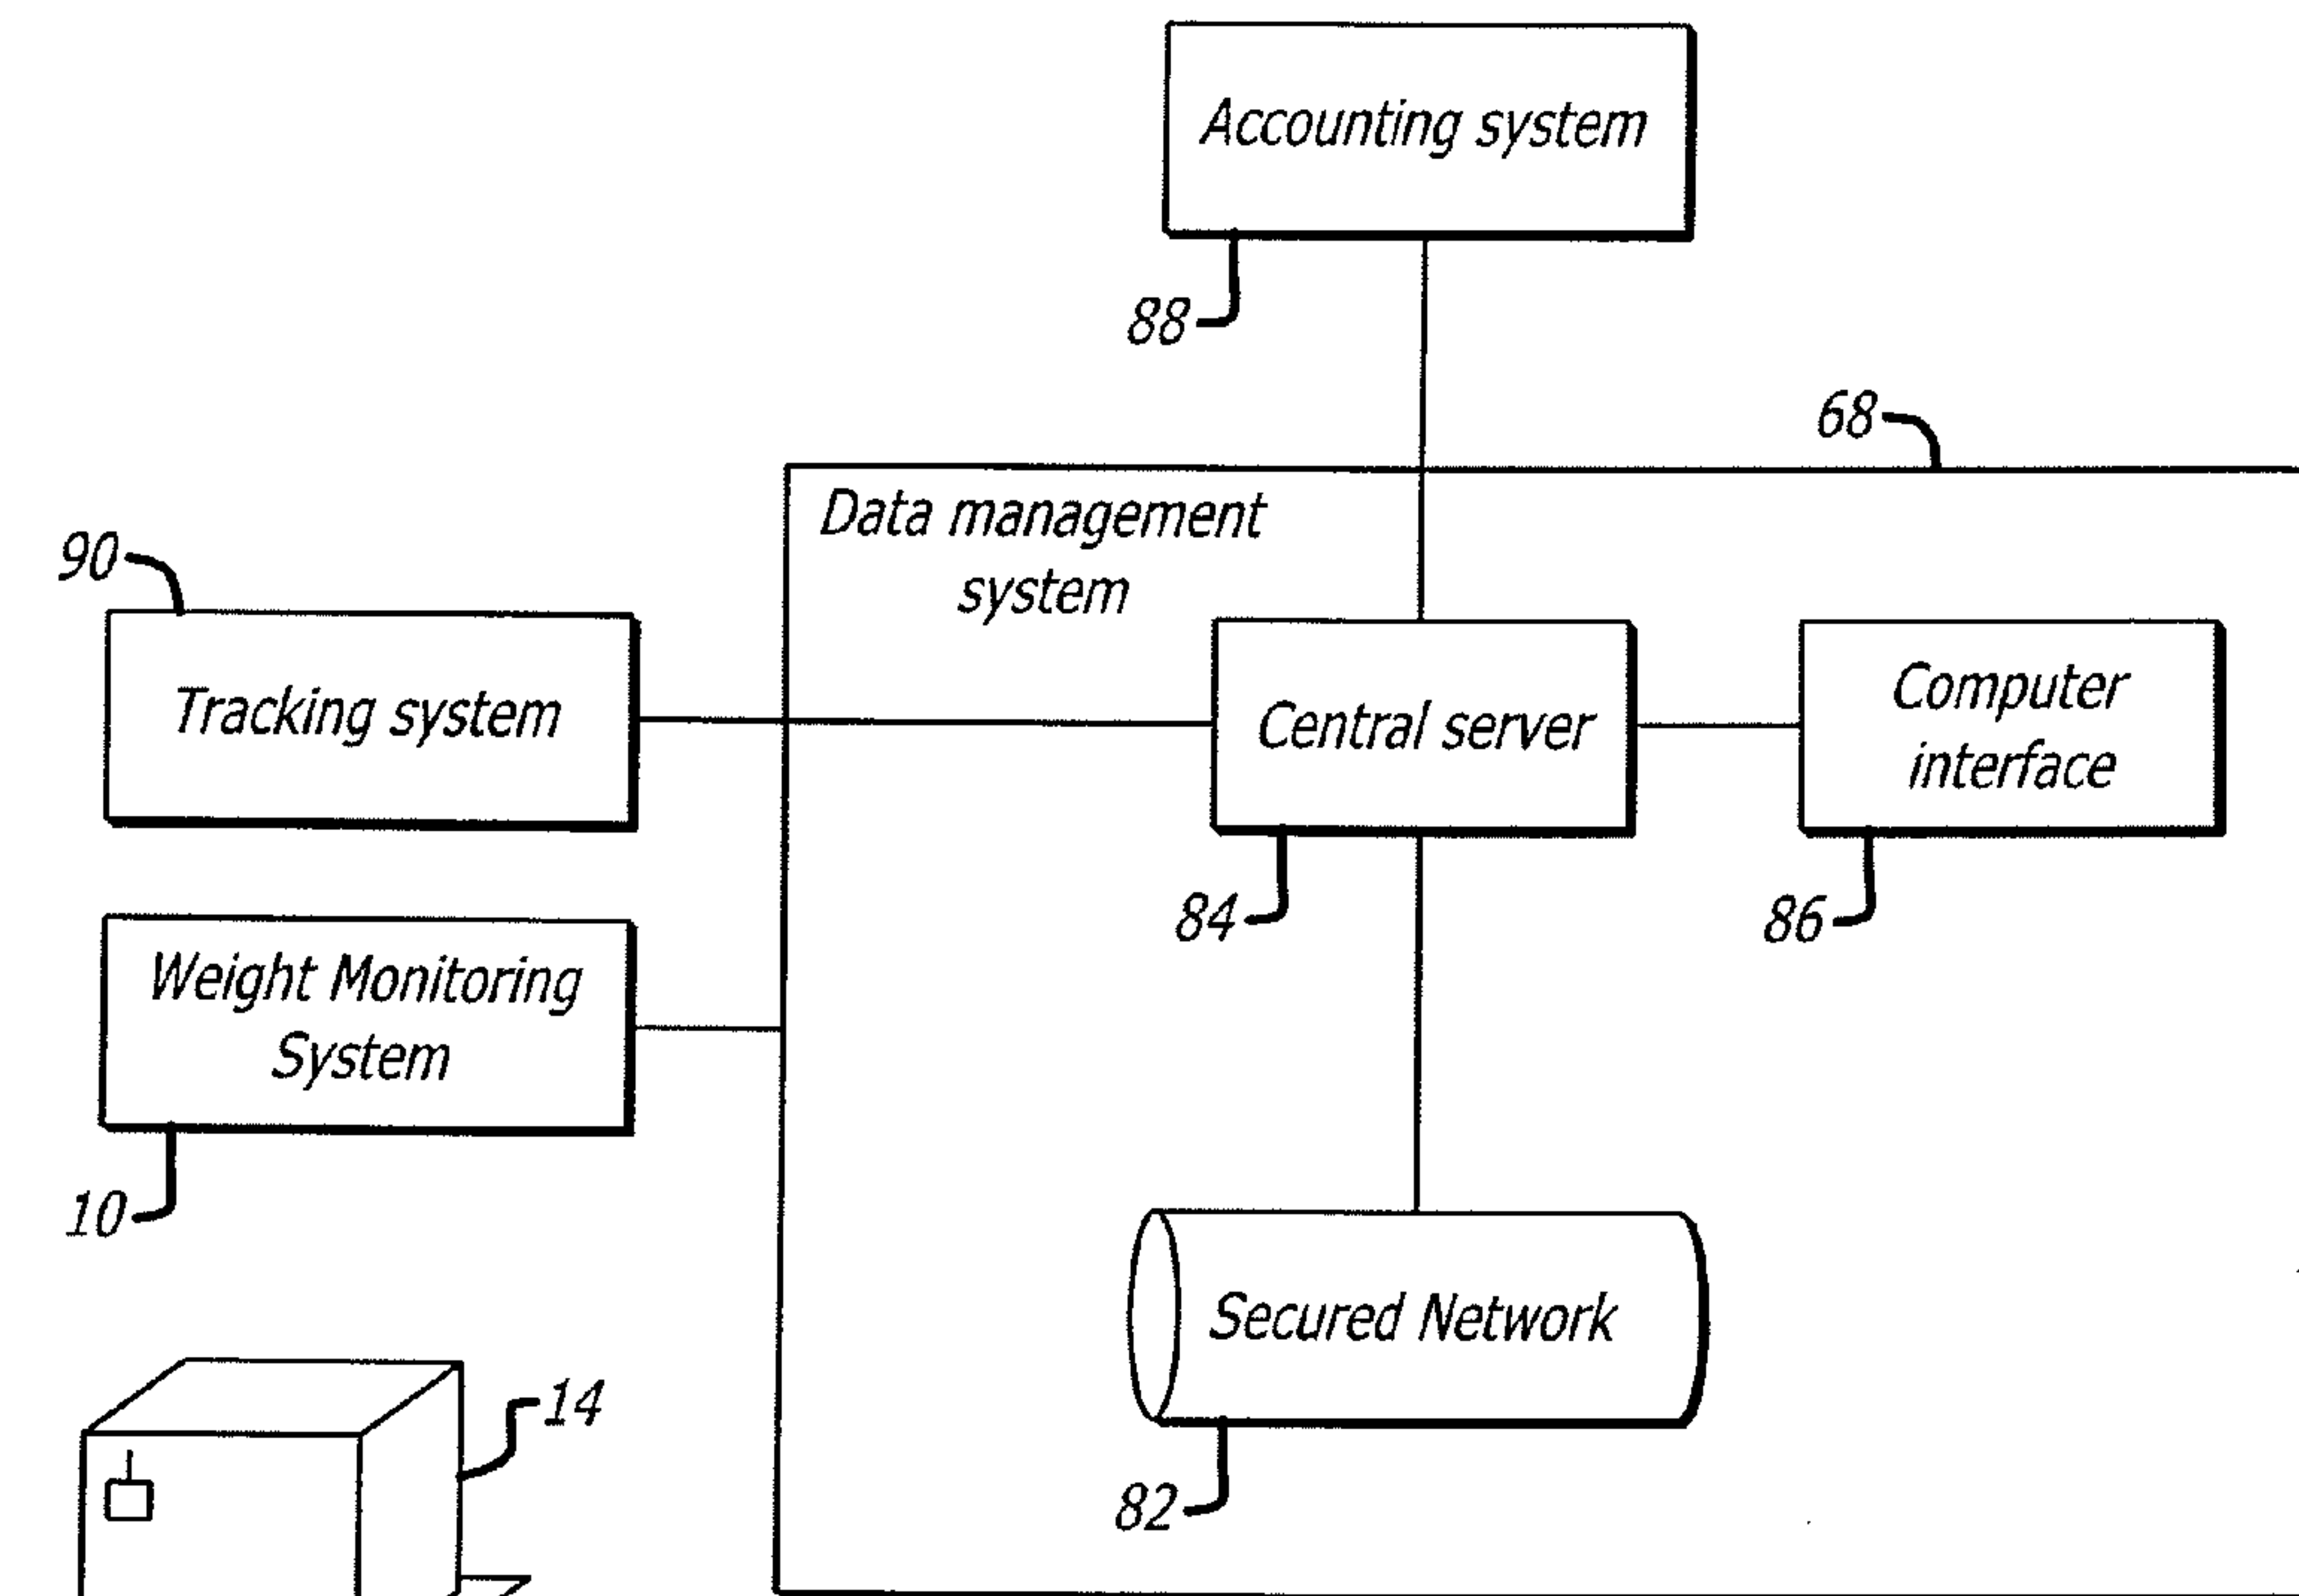 Accounting system
88
68
Data management
system
90
Tracking system
Central server
Computer
interface
84
86
Weight Monitoring
System
10
Secured Network
14
82